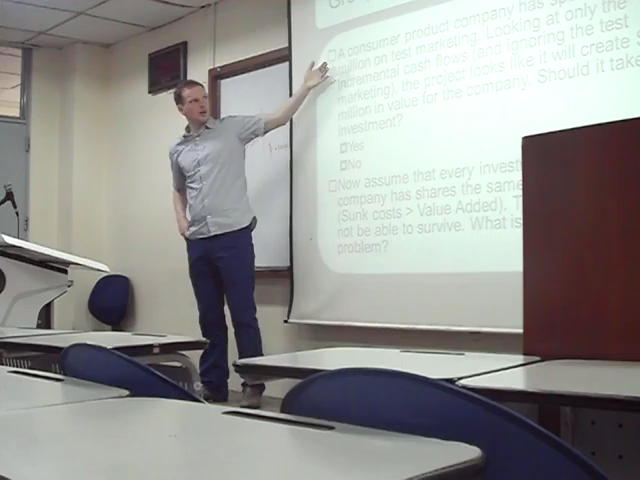 A consumer product company has
million on test marketing. Looking at only the
incremental cash flows (and ignoring the test
marketing), the project looks like it will create
million in value for the company. Should it take
investment?
Yes
No
Now assume that every
company has shares the same
(Sunk costs > Value Added).
not be able to survive. What is
problem?